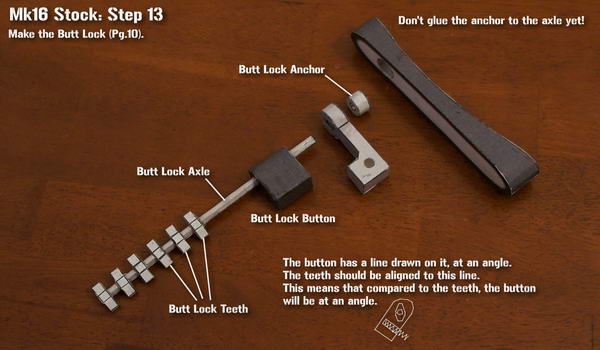 Mk16 Stock: Step 13
Make the Butt Lock (Pg.10).
Don't glue the anchor to the axle yet!
Butt Lock Anchor
Butt Lock Axle
Butt Lock Button
Butt Lock Teeth
The button has a line drawn on it, at an angle.
The teeth should be aligned to this line.
This means that compared to the teeth, the button
will be at an angle.